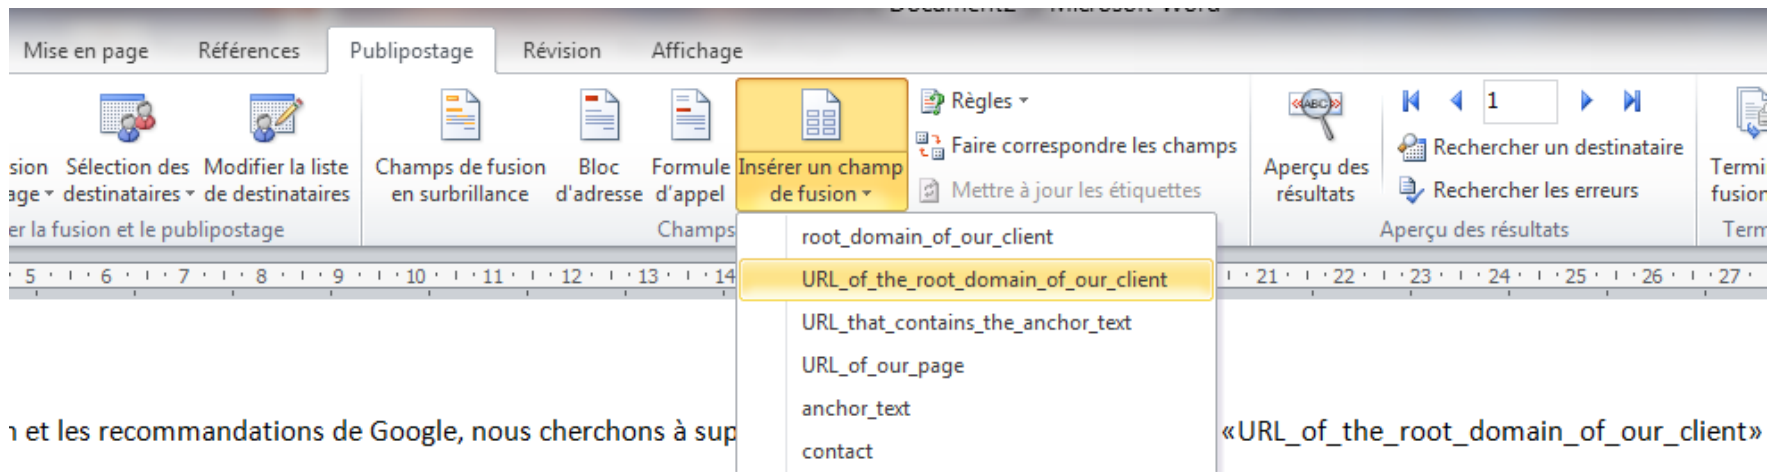 Mise en page Références Publipostage Révision Affichage
Règles
1
Faire correspondre les champs
Rechercher un destinataire
sion Sélection des Modifier la liste Champs de fusion Bloc Formule Insérer un champ Aperçu des Termi
age destinataires de destinataires en surbrillance d'adresse d'appel de fusion Mettre à jour les étiquettes résultats Rechercher les erreurs fusion
er la fusion et le publipostage Champs Aperçu des résultats Term
root_domain_of_our_client
5 6 7 8 9 10 11 12 13 14 21 22 23 24 25 26 27
URL_of_the_root_domain_of_our_client
URL_that_contains_the_anchor_text
URL_of_our_page
anchor_text
n et les recommandations de Google, nous cherchons à sup «URL_of_the_root_domain_of_our_client»
contact